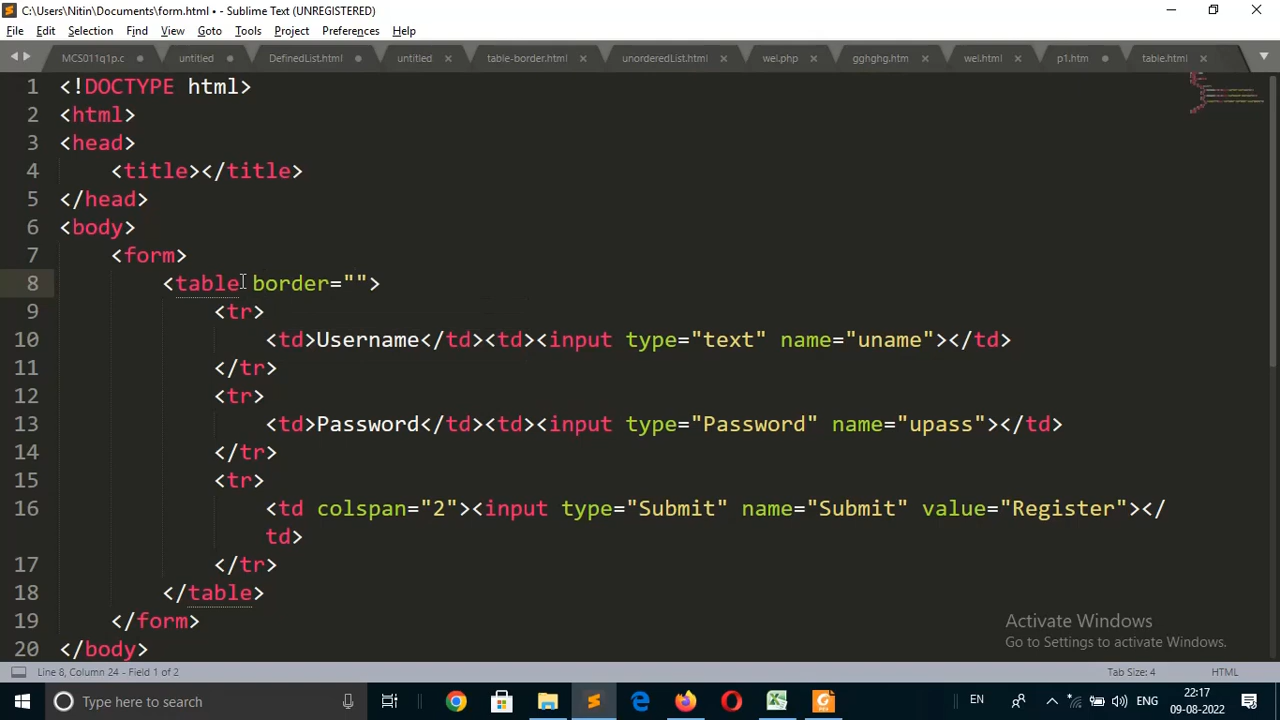 C:\Users\Nitin\Documents\form.html • - Sublime Text (UNREGISTERED)
File Edit Selection Find View Goto Tools Project Preferences Help
MCS011q1p.c untitled DefinedList.html untitled table-border.html unorderedList.html wel.php gghghg.htm wel.html p1.htm table.html
1 <!DOCTYPE html>
2 <html>
3 <head>
4 <title></title>
5 </head>
6 <body>
7 <form>
8 <table border="">
9 <tr>
10 <td>Username</td><td><input type="text" name="uname"></td>
11 </tr>
12 <tr>
13 <td>Password</td><td><input type="Password" name="upass"></td>
14 </tr>
15 <tr>
16 <td colspan="2"><input type="Submit" name="Submit" value="Register"></
td>
17 </tr>
18 </table>
19 </form>
20 </body>
Activate Windows
Go to Settings to activate Windows.
Line 8, Column 24 - Field 1 of 2 Tab Size: 4 HTML
Type here to search EN ENG 22:17
09-08-2022